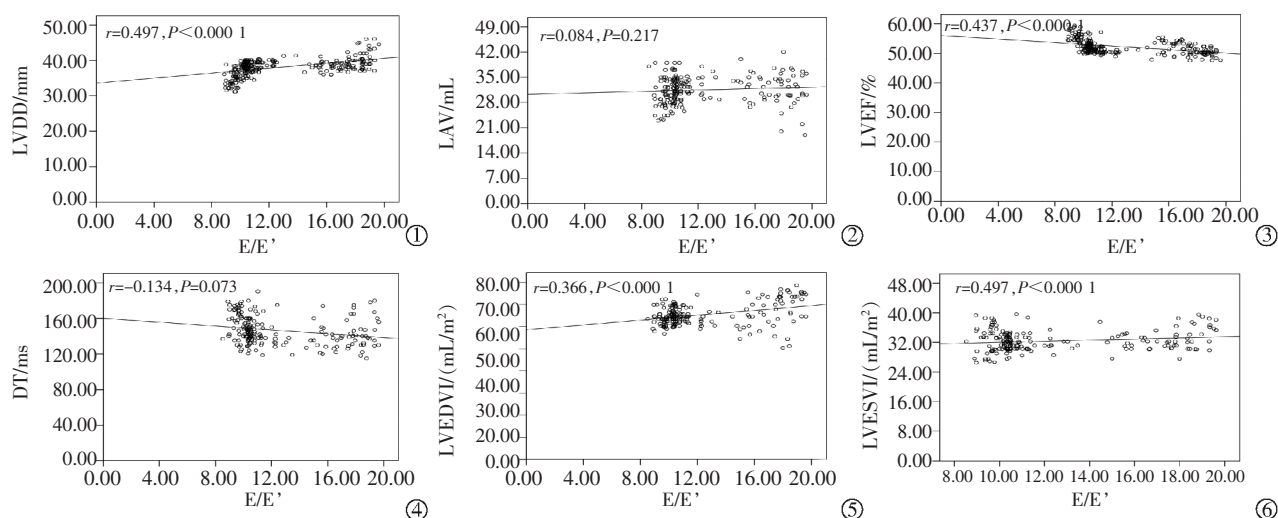 r=0.497,P<0.000 1
50.00
40.00
30.00
20.00
10.00
0.00
LVDD/mm
0.00 4.00 8.00 12.00 16.00 20.00
E/E’
①
r=0.084,P=0.217
49.00
42.00
35.00
28.00
21.00
14.00
9.00
0.00
LAV/mL
0.00 4.00 8.00 12.00 16.00 20.00
E/E’
②
r=0.437,P<0.000 1
60.00
50.00
40.00
30.00
20.00
10.00
0.00
LVEF/%
0.00 4.00 8.00 12.00 16.00 20.00
E/E’
③
r=−0.134,P=0.073
200.00
160.00
120.00
80.00
40.00
0.00
DT/ms
0.00 4.00 8.00 12.00 16.00 20.00
E/E’
④
r=0.366,P<0.000 1
80.00
70.00
60.00
50.00
40.00
30.00
20.00
10.00
0.00
LVEDVI/(mL/m²)
0.00 4.00 8.00 12.00 16.00 20.00
E/E’
⑤
r=0.497,P<0.000 1
48.00
40.00
32.00
24.00
16.00
8.00
0.00
LVESVI/(mL/m²)
8.00 10.00 12.00 14.00 16.00 18.00 20.00
E/E’
⑥